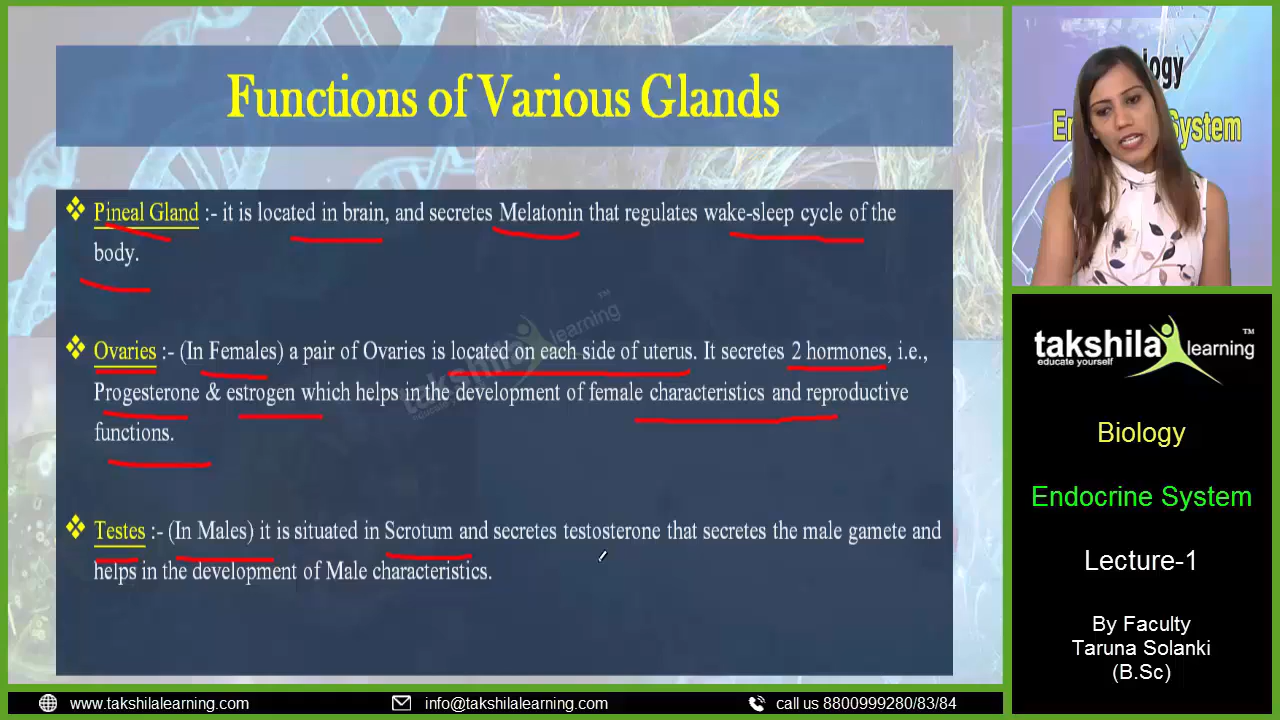 Functions of Various Glands
❖ Pineal Gland :- it is located in brain, and secretes Melatonin that regulates wake-sleep cycle of the
body.
❖ Ovaries :- (In Females) a pair of Ovaries is located on each side of uterus. It secretes 2 hormones, i.e.,
Progesterone & estrogen which helps in the development of female characteristics and reproductive
functions.
❖ Testes :- (In Males) it is situated in Scrotum and secretes testosterone that secretes the male gamete and
helps in the development of Male characteristics.
takshila learning ™
System
takshila learning ™
educate yourself
Biology
Endocrine System
Lecture-1
By Faculty
Taruna Solanki
(B.Sc)
www.takshilalearning.com
info@takshilalearning.com
call us 8800999280/83/84